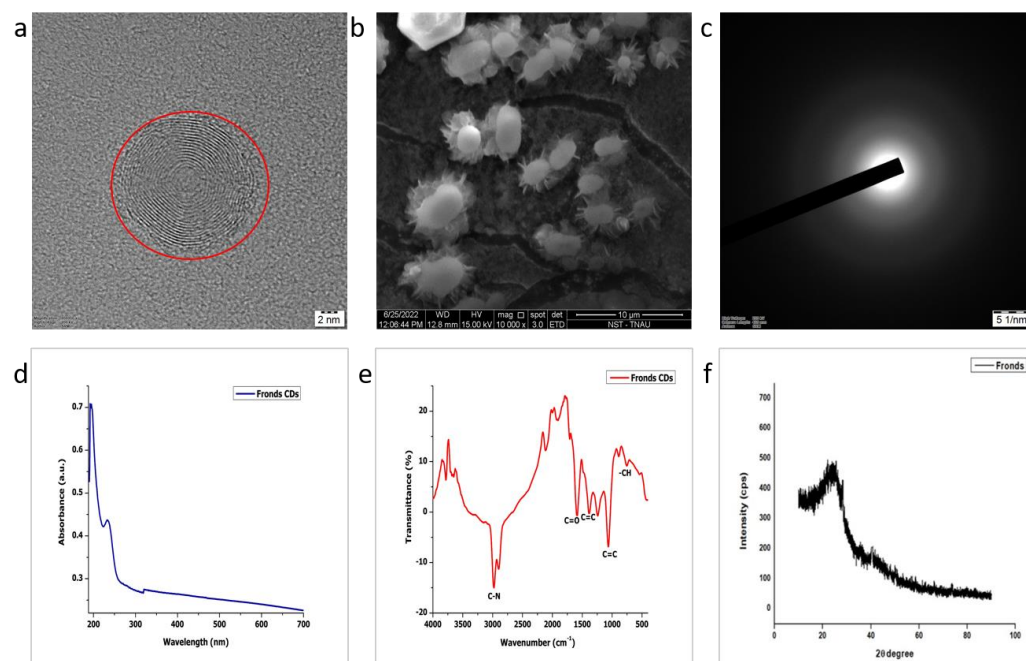 a
b
c
2 nm
6/25/2022 WD HV mag □ spot det 10 µm
12:06:44 PM 12.8 mm 15.00 kV 10 000 x 3.0 ETD NST - TNAU
5 1/nm
d
Fronds CDs
0.7
0.6
0.5
0.4
0.3
Absorbance (a.u.)
200 300 400 500 600 700
Wavelength (nm)
e
Fronds CDs
20
10
0
-10
-20
Transmittance (%)
-CH
C=O
C=C
C=C
C-N
4000 3500 3000 2500 2000 1500 1000 500
Wavenumber (cm⁻¹)
f
Fronds
700
600
500
400
300
200
100
0
Intensity (cps)
0 20 40 60 80 100
2θ degree